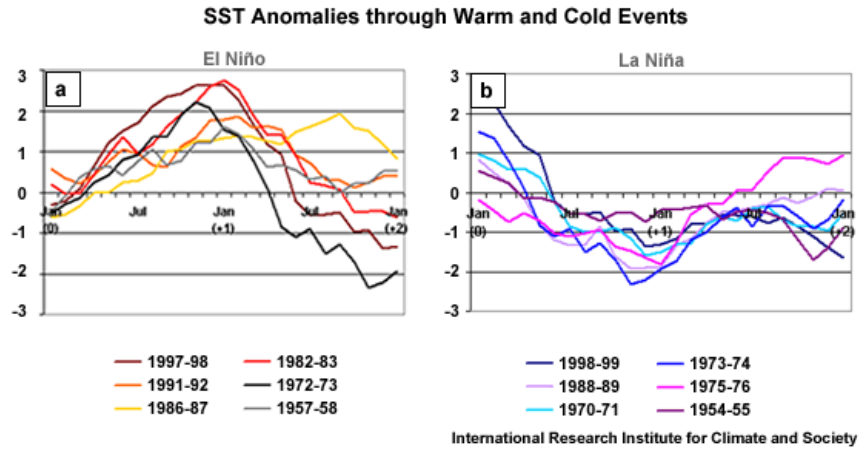 SST Anomalies through Warm and Cold Events
El Niño
a
3
2
1
0
-1
-2
-3
Jan
(0)
Jul
Jan
(+1)
Jul
Jan
(+2)
1997-98
1982-83
1991-92
1972-73
1986-87
1957-58
La Niña
b
3
2
1
0
-1
-2
-3
Jan
(0)
Jul
Jan
(+1)
Jul
Jan
(+2)
1998-99
1973-74
1988-89
1975-76
1970-71
1954-55
International Research Institute for Climate and Society